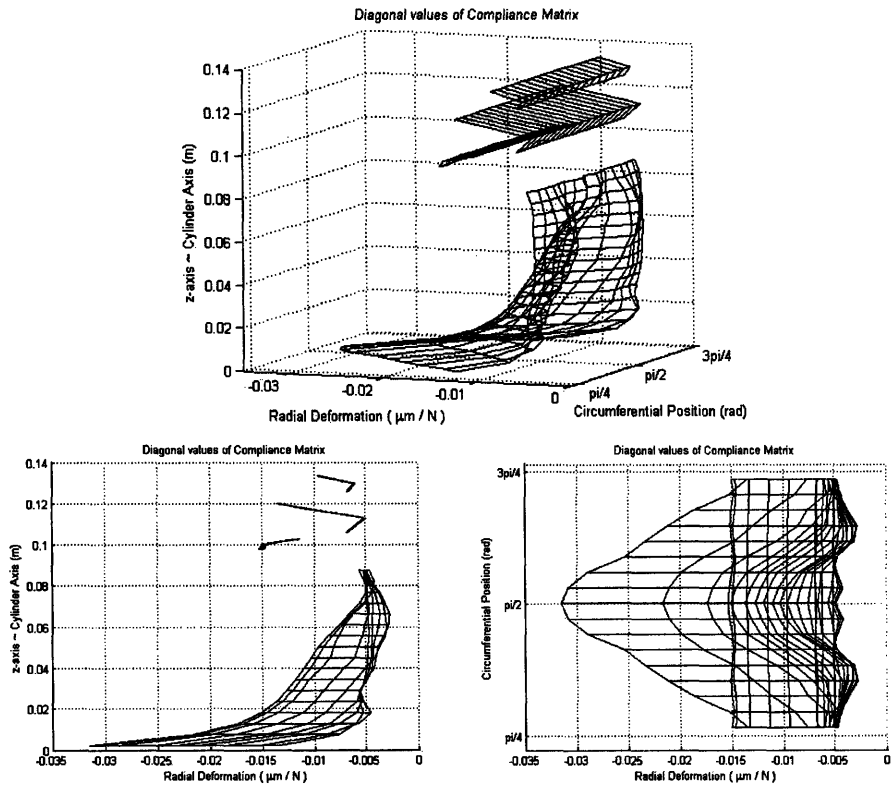 Diagonal values of Compliance Matrix
0.14
0.12
0.1
0.08
0.06
0.04
0.02
0
z-axis ~ Cylinder Axis (m)
-0.03
-0.02
-0.01
0
Radial Deformation ( µm / N )
pi/4
pi/2
3pi/4
Circumferential Position (rad)
Diagonal values of Compliance Matrix
0.14
0.12
0.1
0.08
0.06
0.04
0.02
0
z-axis ~ Cylinder Axis (m)
-0.035 -0.03 -0.025 -0.02 -0.015 -0.01 -0.005 0
Radial Deformation ( µm / N )
Diagonal values of Compliance Matrix
3pi/4
pi/2
pi/4
Circumferential Position (rad)
-0.035 -0.03 -0.025 -0.02 -0.015 -0.01 -0.005 0
Radial Deformation ( µm / N )